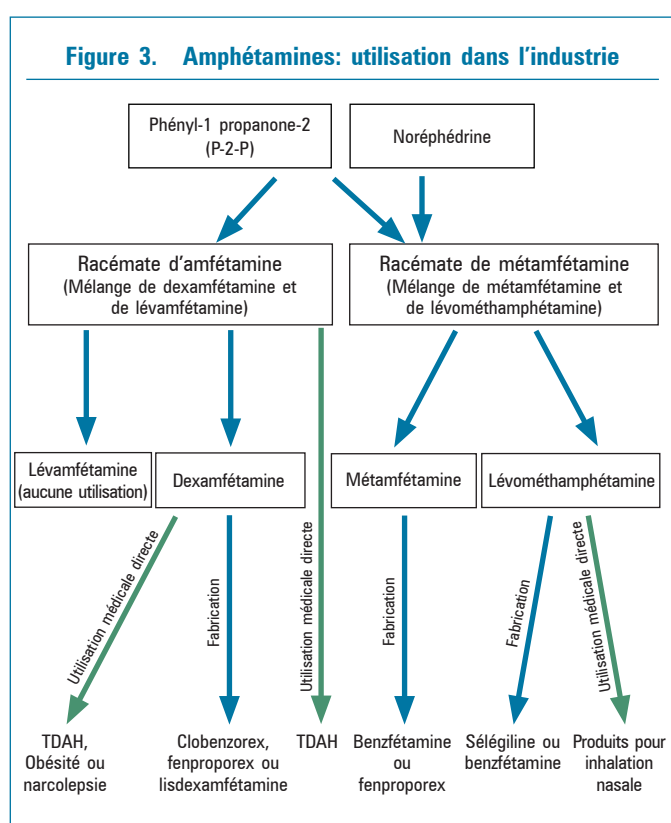 Figure 3. Amphétamines: utilisation dans l'industrie
Phényl-1 propanone-2
(P-2-P)
Noréphédrine
Racémate d'amfétamine
(Mélange de dexamfétamine et
de lévamfétamine)
Racémate de métamfétamine
(Mélange de métamfétamine et
de lévométhamphétamine)
Lévamfétamine
(aucune utilisation)
Dexamfétamine
Métamfétamine
Lévométhamphétamine
Utilisation médicale directe
Fabrication
Utilisation médicale directe
Fabrication
Fabrication
Utilisation médicale directe
TDAH,
Obésité ou
narcolepsie
Clobenzorex,
fenproporex ou
lisdexamfétamine
TDAH
Benzfétamine
ou
fenproporex
Sélégiline ou
benzfétamine
Produits pour
inhalation
nasale